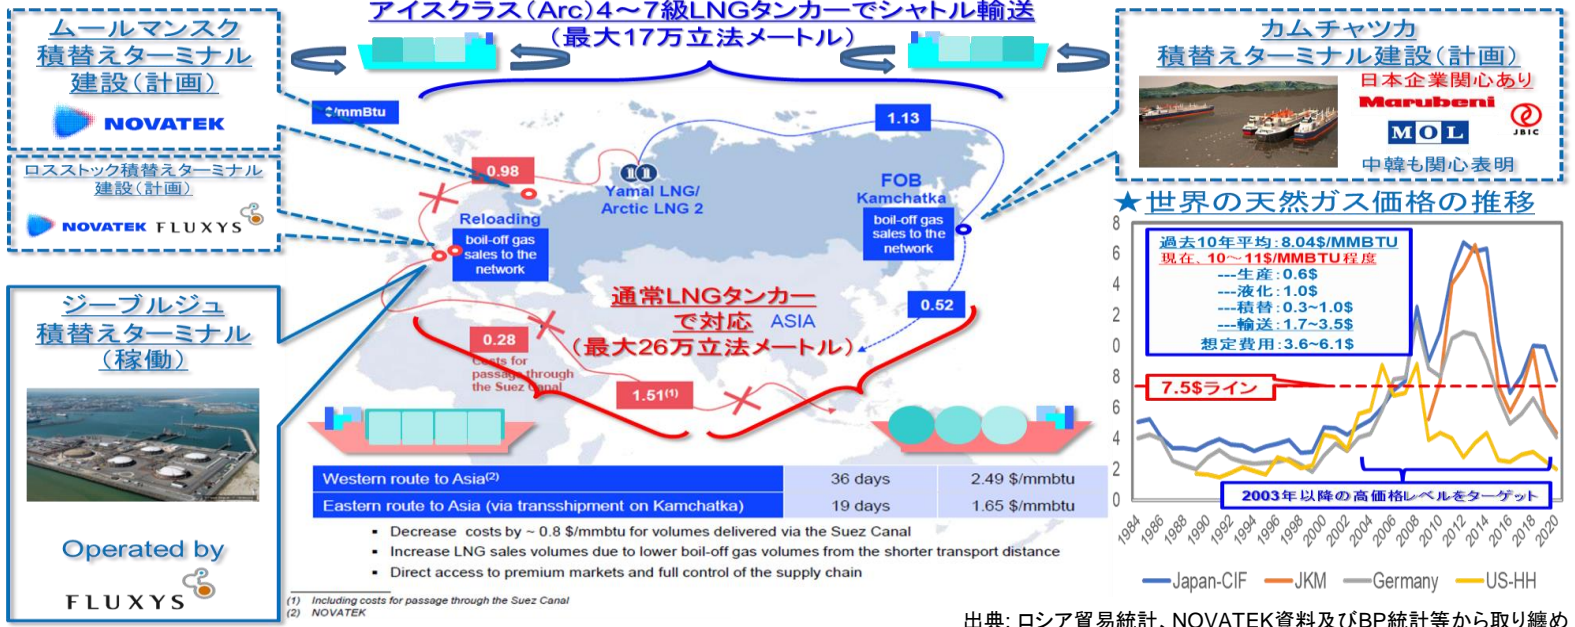 アイスクラス(Arc)4～7級LNGタンカーでシャトル輸送
(最大17万立法メートル)
ムールマンスク
積替えターミナル
建設(計画)
NOVATEK
ロスストック積替えターミナル
建設(計画)
NOVATEK FLUXYS
ジーブルジュ
積替えターミナル
(稼働)
Operated by
FLUXYS
$/mmBtu
0.98
1.13
Yamal LNG/
Arctic LNG 2
Reloading
boil-off gas
sales to the
network
FOB
Kamchatka
boil-off gas
sales to the
network
0.52
通常LNGタンカー
で対応
ASIA
(最大26万立法メートル)
0.28
Costs for
passage through
the Suez Canal
1.51(1)
Western route to Asia(2) 36 days 2.49 $/mmbtu
Eastern route to Asia (via transshipment on Kamchatka) 19 days 1.65 $/mmbtu
▪ Decrease costs by ~ 0.8 $/mmbtu for volumes delivered via the Suez Canal
▪ Increase LNG sales volumes due to lower boil-off gas volumes from the shorter transport distance
▪ Direct access to premium markets and full control of the supply chain
(1) Including costs for passage through the Suez Canal
(2) NOVATEK
カムチャツカ
積替えターミナル建設(計画)
日本企業関心あり
Marubeni
MOL
JBIC
中韓も関心表明
★世界の天然ガス価格の推移
過去10年平均:8.04$/MMBTU
現在、10～11$/MMBTU程度
---生産:0.6$
---液化:1.0$
---積替:0.3~1.0$
---輸送:1.7~3.5$
想定費用:3.6~6.1$
7.5$ライン
2003年以降の高価格レベルをターゲット
8
6
4
2
0
8
6
4
2
0
1984 1986 1988 1990 1992 1994 1996 1998 2000 2002 2004 2006 2008 2010 2012 2014 2016 2018 2020
Japan-CIF JKM Germany US-HH
出典: ロシア貿易統計、NOVATEK資料及びBP統計等から取り纏め